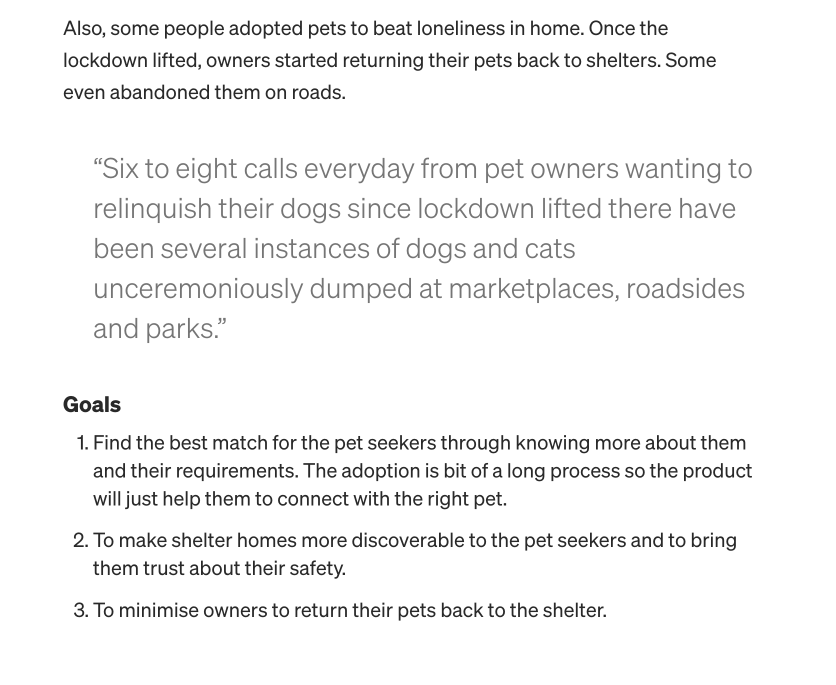 Also, some people adopted pets to beat loneliness in home. Once the
lockdown lifted, owners started returning their pets back to shelters. Some
even abandoned them on roads.
“Six to eight calls everyday from pet owners wanting to
relinquish their dogs since lockdown lifted there have
been several instances of dogs and cats
unceremoniously dumped at marketplaces, roadsides
and parks.”
Goals
1. Find the best match for the pet seekers through knowing more about them
and their requirements. The adoption is bit of a long process so the product
will just help them to connect with the right pet.
2. To make shelter homes more discoverable to the pet seekers and to bring
them trust about their safety.
3. To minimise owners to return their pets back to the shelter.